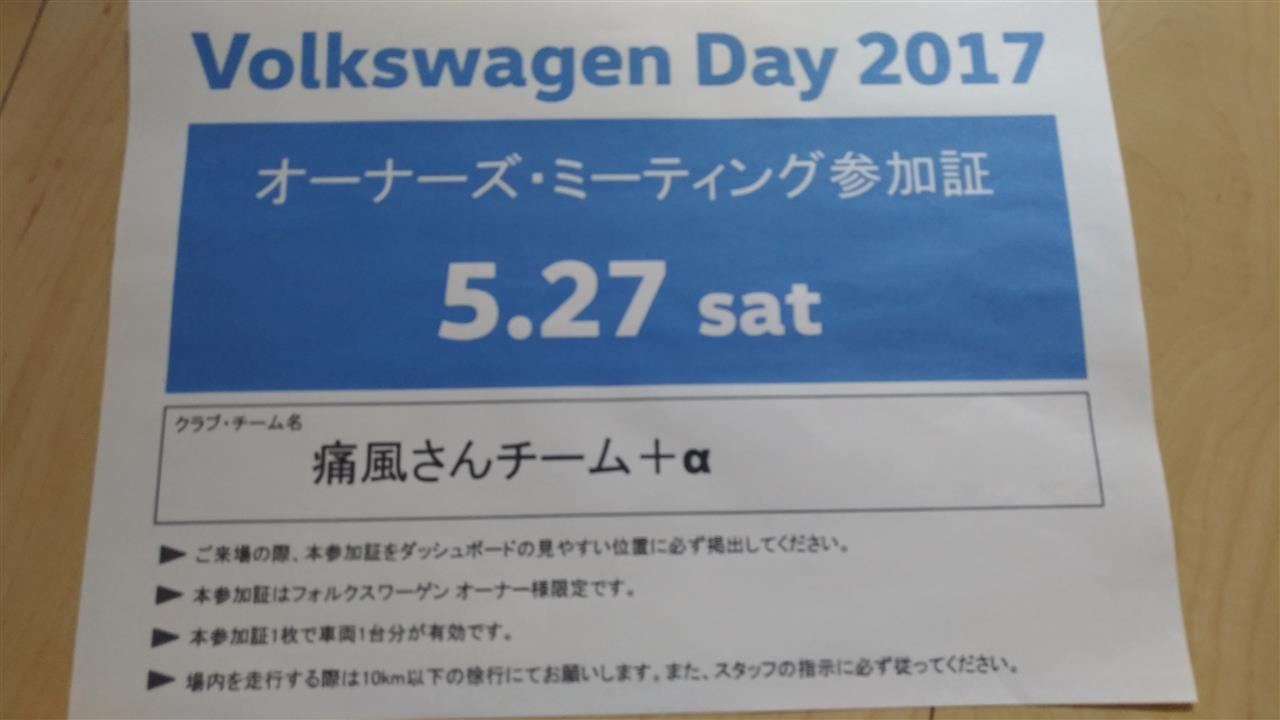 Volkswagen Day 2017
オーナーズ・ミーティング参加証
5.27 sat
クラブ・チーム名
痛風さんチーム＋α
▶ ご来場の際、本参加証をダッシュボードの見やすい位置に必ず掲出してください。
▶ 本参加証はフォルクスワーゲン オーナー様限定です。
▶ 本参加証1枚で車両1台分が有効です。
▶ 場内を走行する際は10km以下の徐行にてお願いします。また、スタッフの指示に必ず従ってください。